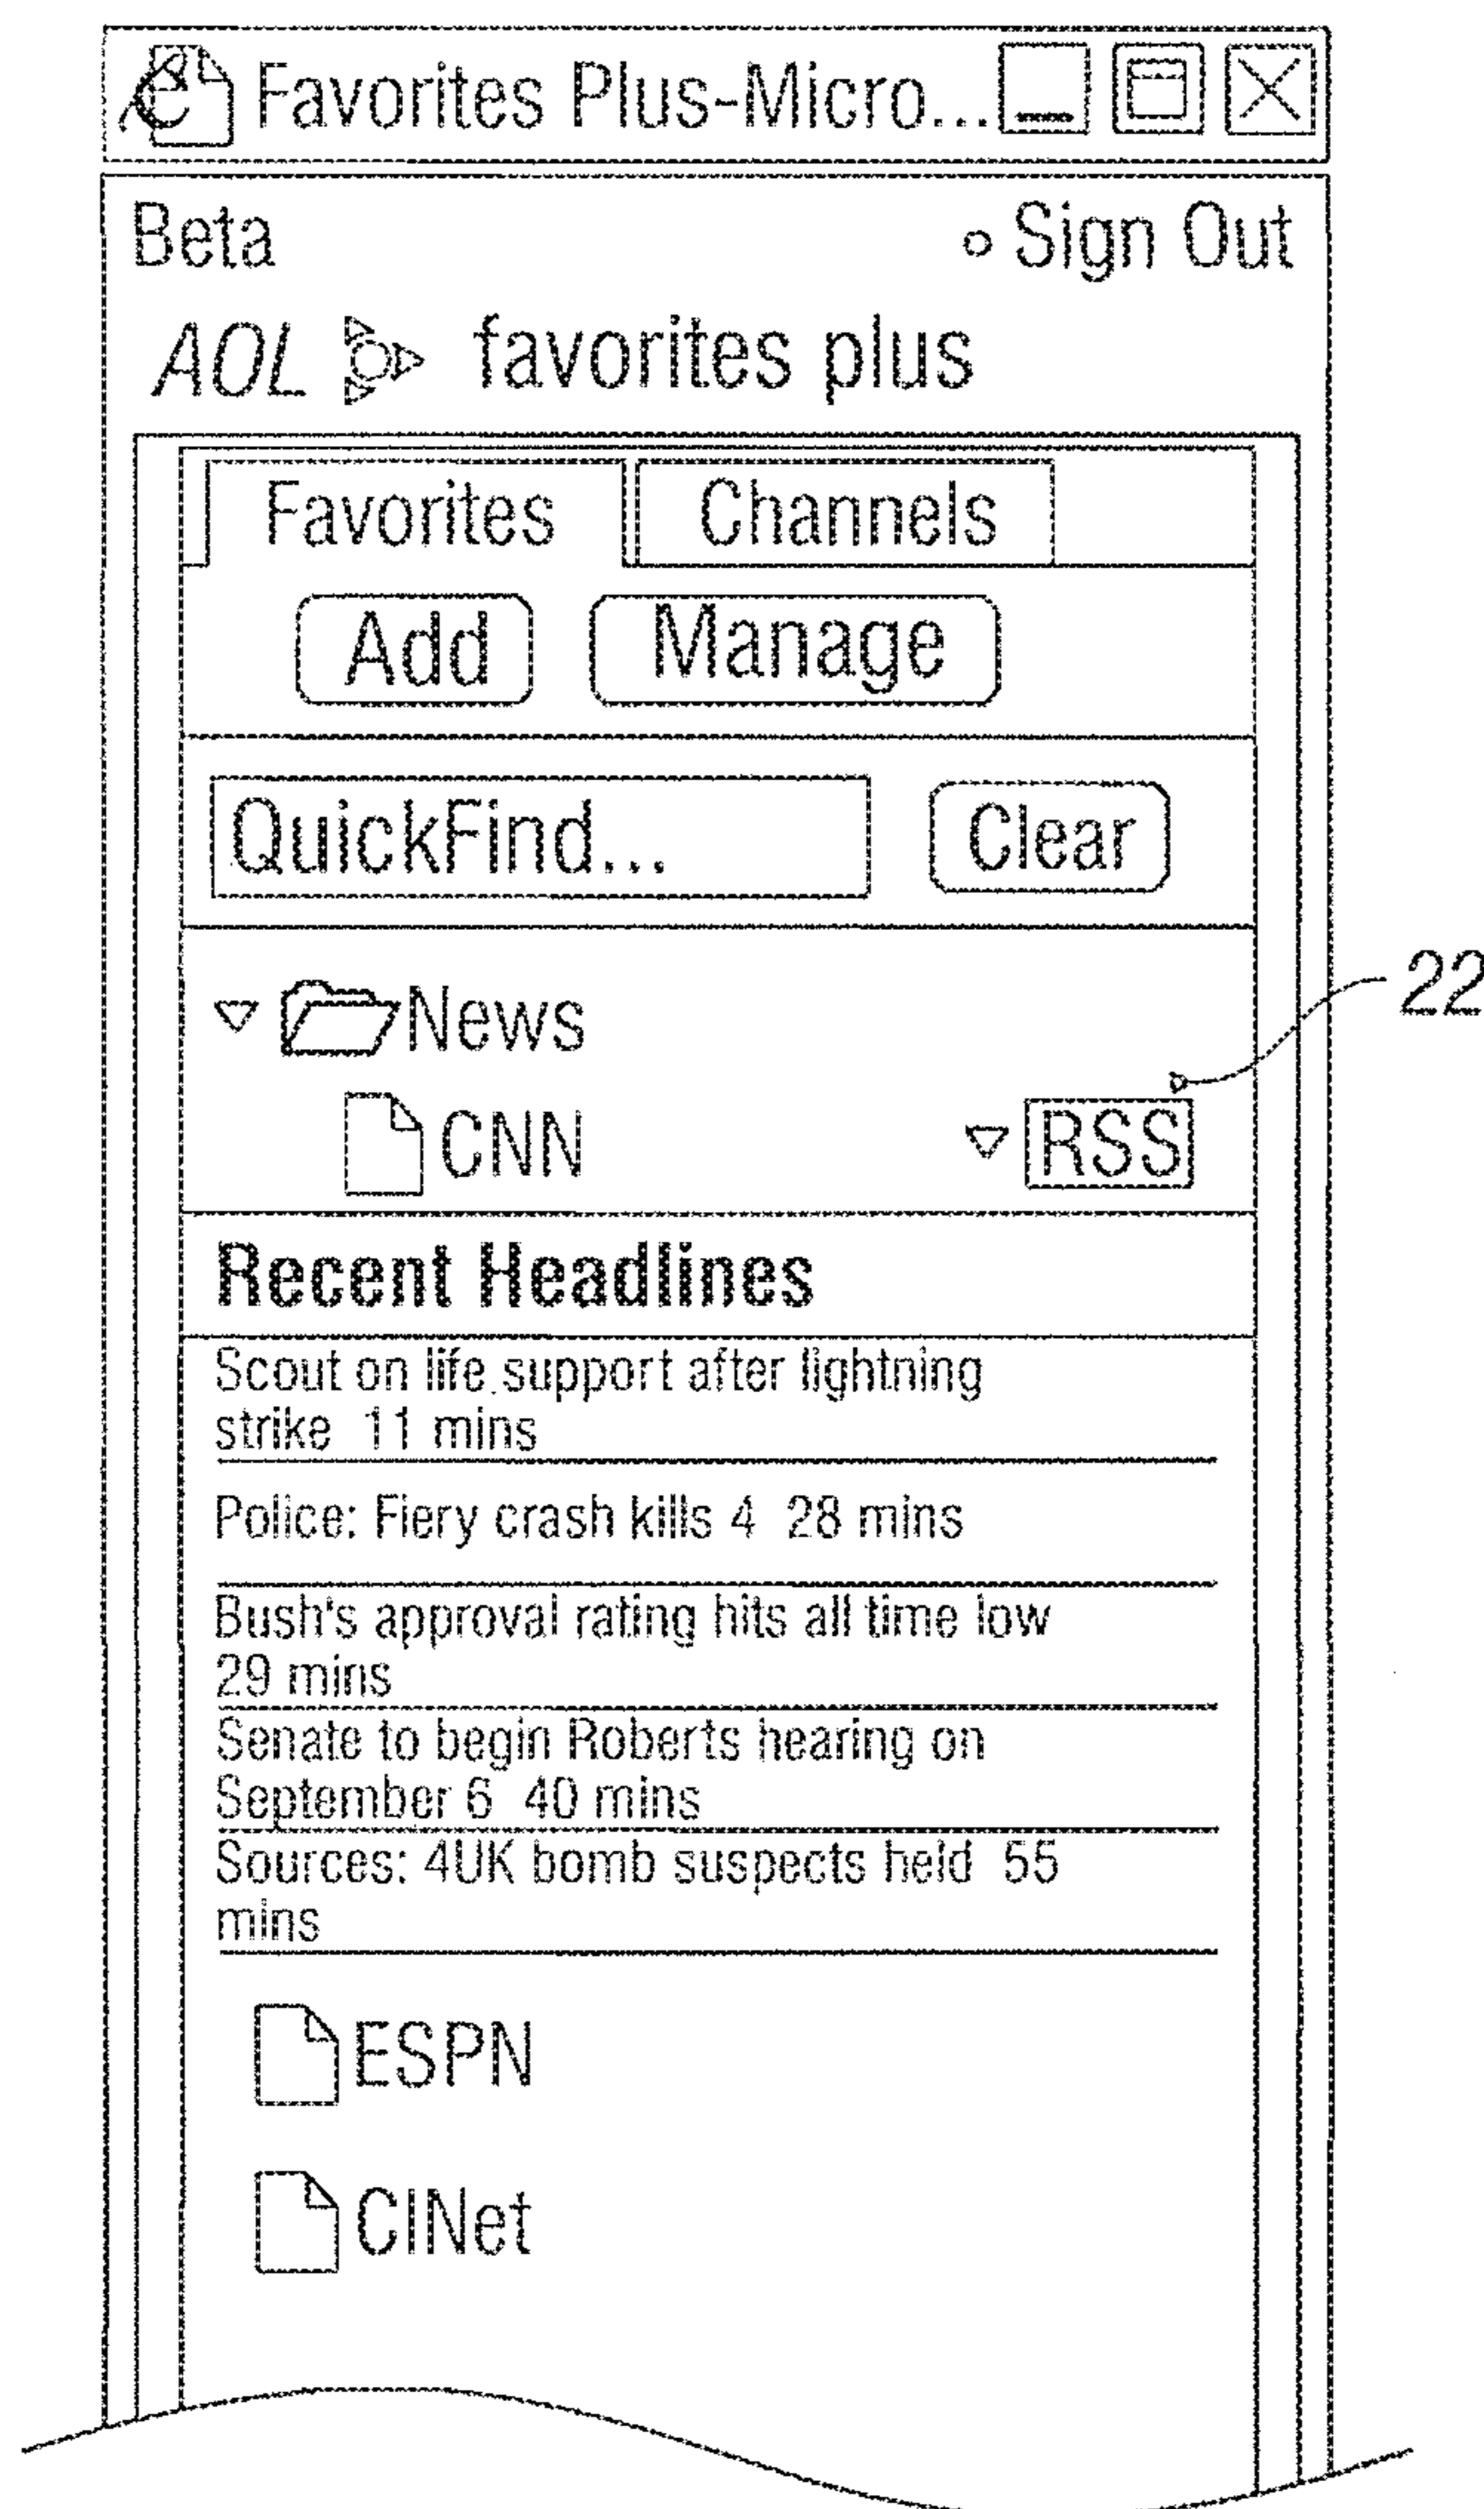 Favorites Plus-Micro...
Beta
Sign Out
AOL favorites plus
Favorites
Channels
Add
Manage
QuickFind...
Clear
News
22
CNN
RSS
Recent Headlines
Scout on life support after lightning
strike 11 mins
Police: Fiery crash kills 4 28 mins
Bush's approval rating hits all time low
29 mins
Senate to begin Roberts hearing on
September 6 40 mins
Sources: 4UK bomb suspects held 55
mins
ESPN
CINet